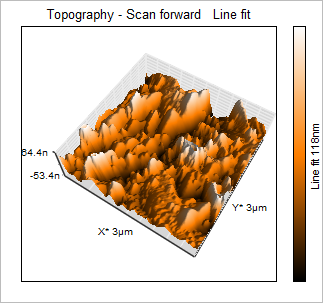 Topography - Scan forward   Line fit
64.4n
-53.4n
X* 3µm
Y* 3µm
Line fit 118nm